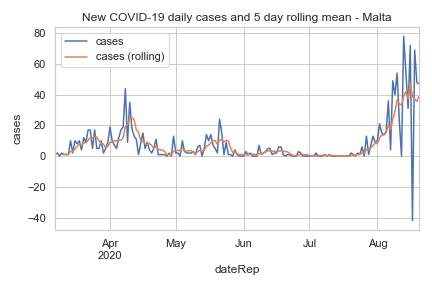 New COVID-19 daily cases and 5 day rolling mean - Malta
cases
cases (rolling)
80
60
40
20
0
−20
−40
cases
Apr
2020
May
Jun
Jul
Aug
dateRep